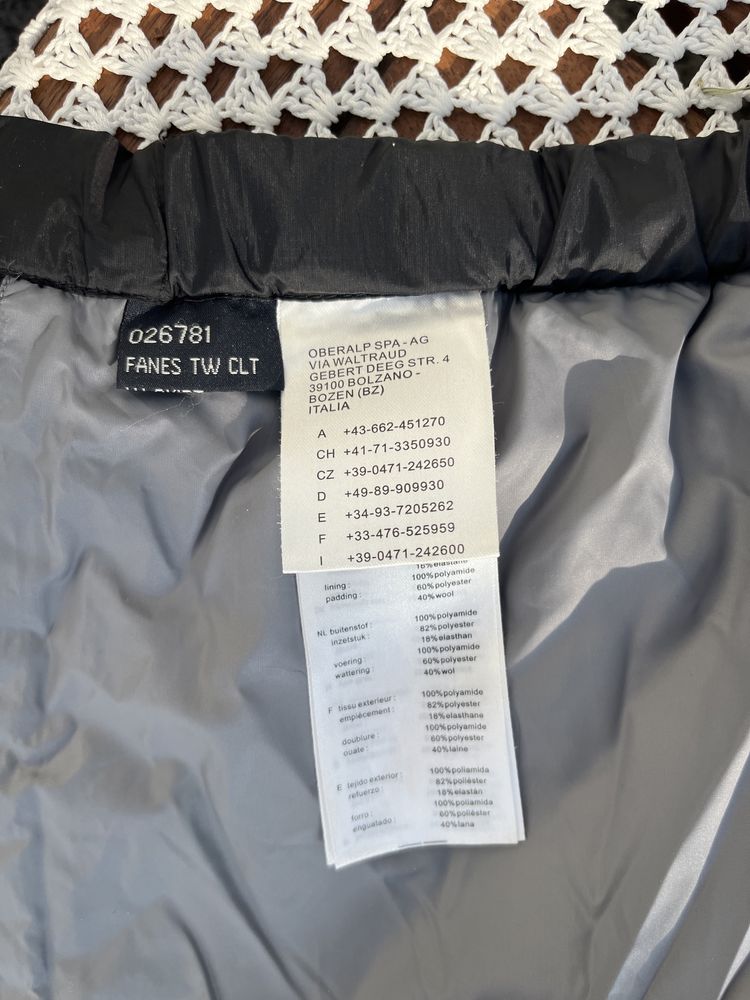 026781
FANES TW CLT
OBERALP SPA - AG
VIA WALTRAUD
GEBERT DEEG STR. 4
39100 BOLZANO -
BOZEN (BZ)
ITALIA
A +43-662-451270
CH +41-71-3350930
CZ +39-0471-242650
D +49-89-909930
E +34-93-7205262
F +33-476-525959
I +39-0471-242600
18%elastane
lining: 100%polyamide
padding: 60%polyester
40%wool
NL buitenstof: 100%polyamide
inzetstuk: 82%polyester
18%elasthan
voering: 100%polyamide
wattering: 60%polyester
40%wol
F tissu exterieur: 100%polyamide
emplècement: 82%polyester
18%elasthane
doublure: 100%polyamide
ouate: 60%polyester
40%laine
E tejido exterior: 100%poliamida
refuerzo: 82%poliéster
18%elastán
forro: 100%poliamida
enguatado: 60%poliéster
40%lana